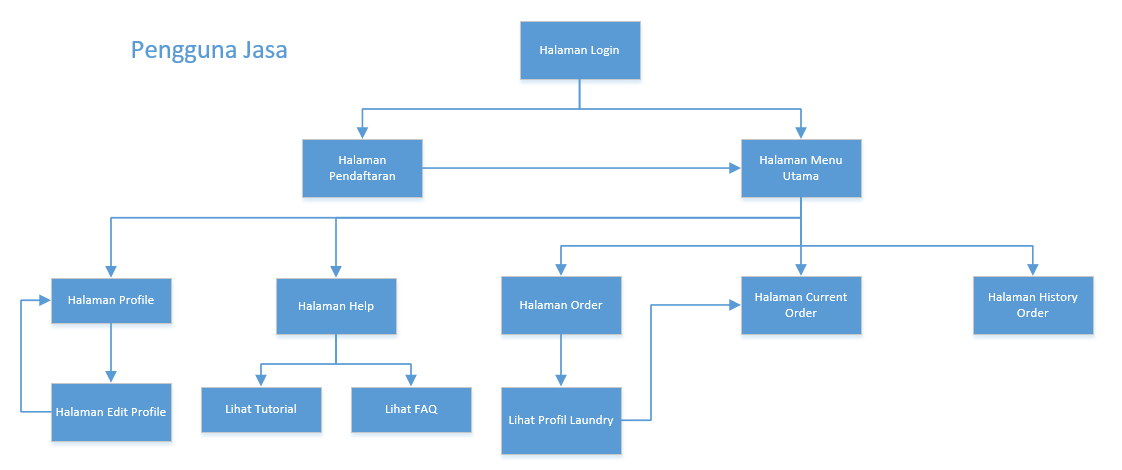 Pengguna Jasa
Halaman Login
Halaman
Pendaftaran
Halaman Menu
Utama
Halaman Profile
Halaman Help
Halaman Order
Halaman Current
Order
Halaman History
Order
Halaman Edit Profile
Lihat Tutorial
Lihat FAQ
Lihat Profil Laundry